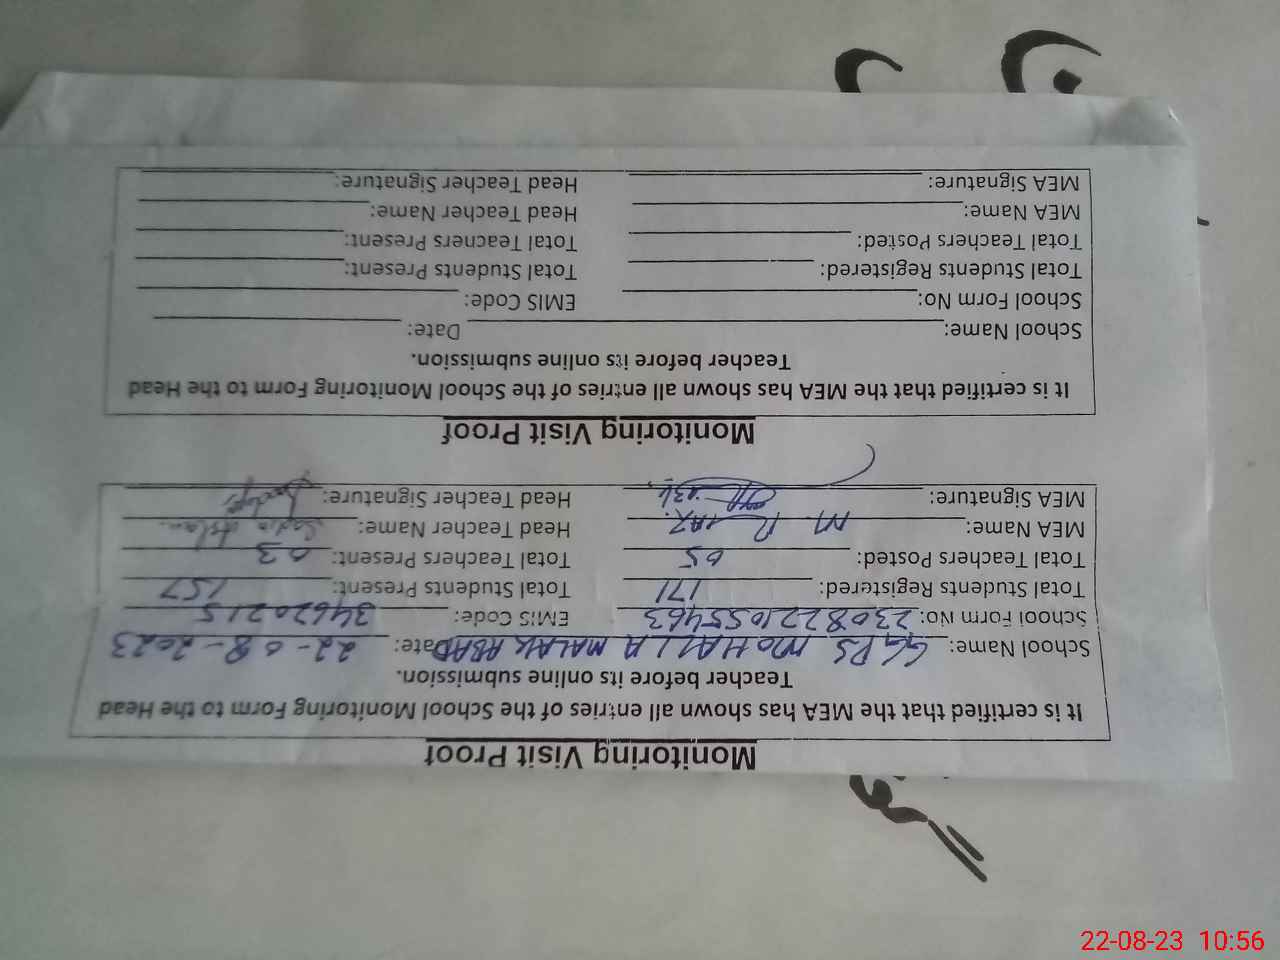 Monitoring Visit Proof
It is certified that the MEA has shown all entries of the School Monitoring Form to the Head
Teacher before its online submission.
School Name: GGPS MOHALLA MALAK ABAD Date: 22-08-2023
School Form No: 2308221055463 EMIS Code: 34620215
Total Students Registered: 171 Total Students Present: 157
Total Teachers Posted: 05 Total Teachers Present: 03
MEA Name: M. RIAZ Head Teacher Name:
MEA Signature: Head Teacher Signature:
Monitoring Visit Proof
It is certified that the MEA has shown all entries of the School Monitoring Form to the Head
Teacher before its online submission.
School Name: Date:
School Form No: EMIS Code:
Total Students Registered: Total Students Present:
Total Teachers Posted: Total Teachers Present:
MEA Name: Head Teacher Name:
MEA Signature: Head Teacher Signature:
22-08-23 10:56